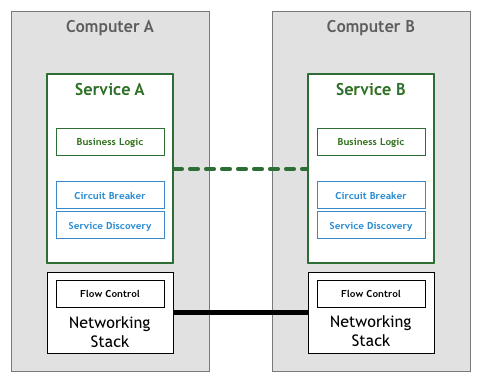 Computer A
Service A
Business Logic
Circuit Breaker
Service Discovery
Flow Control
Networking
Stack
Computer B
Service B
Business Logic
Circuit Breaker
Service Discovery
Flow Control
Networking
Stack